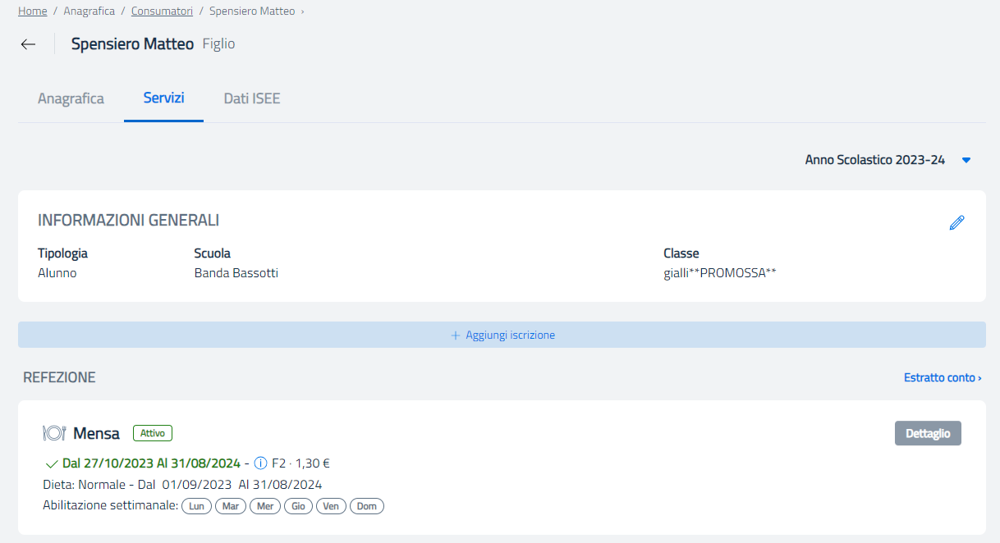 Home / Anagrafica / Consumatori / Spensiero Matteo ›
Spensiero Matteo Figlio
Anagrafica Servizi Dati ISEE
Anno Scolastico 2023-24
INFORMAZIONI GENERALI
Tipologia Scuola Classe
Alunno Banda Bassotti gialli**PROMOSSA**
+ Aggiungi iscrizione
REFEZIONE Estratto conto ›
Mensa Attivo Dettaglio
Dal 27/10/2023 Al 31/08/2024 - i F2 · 1,30 €
Dieta: Normale - Dal 01/09/2023 Al 31/08/2024
Abilitazione settimanale: Lun Mar Mer Gio Ven Dom